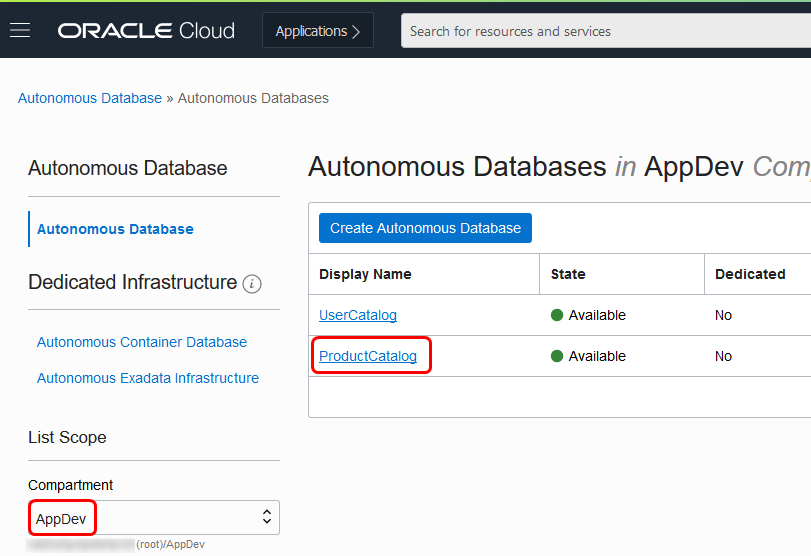 ORACLE Cloud
Applications
Search for resources and services
Autonomous Database » Autonomous Databases
Autonomous Database
Autonomous Database
Dedicated Infrastructure i
Autonomous Container Database
Autonomous Exadata Infrastructure
List Scope
Compartment
AppDev
(root)/AppDev
Autonomous Databases in AppDev Comp
Create Autonomous Database
Display Name State Dedicated
UserCatalog Available No
ProductCatalog Available No